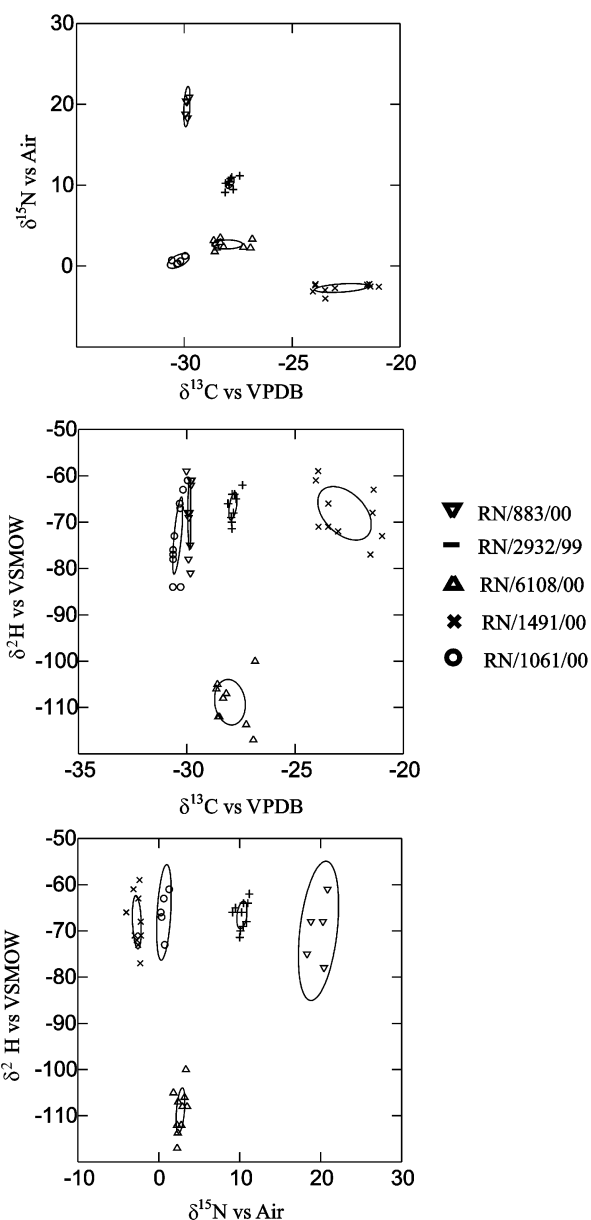 30
20
10
0
δ15N vs Air
-30
-25
-20
δ13C vs VPDB
-50
-60
-70
-80
-90
-100
-110
δ2H vs VSMOW
-35
-30
-25
-20
δ13C vs VPDB
RN/883/00
RN/2932/99
RN/6108/00
RN/1491/00
RN/1061/00
-50
-60
-70
-80
-90
-100
-110
δ2 H vs VSMOW
-10
0
10
20
30
δ15N vs Air